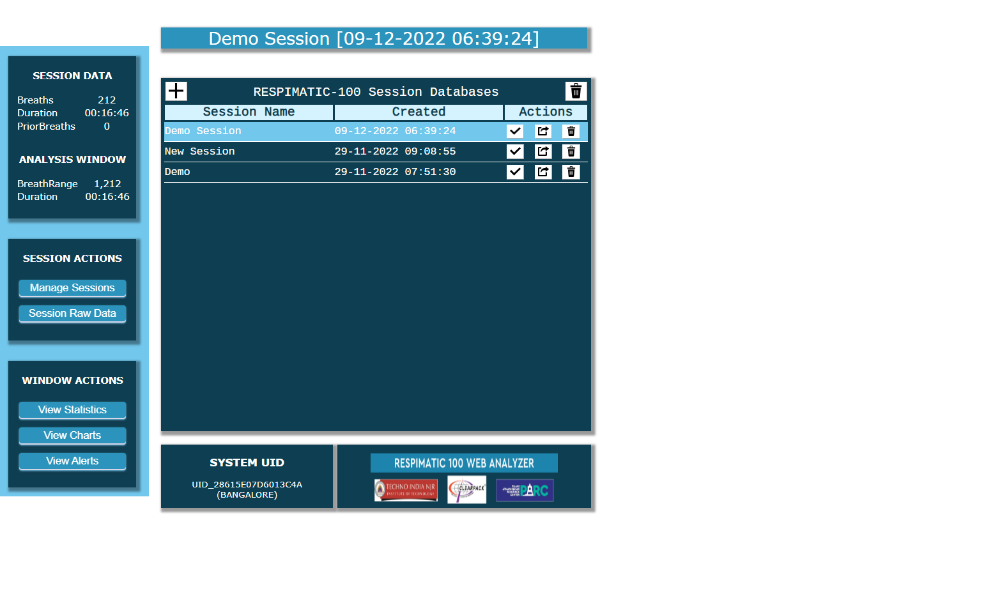 Demo Session [09-12-2022 06:39:24]
SESSION DATA
Breaths 212
Duration 00:16:46
PriorBreaths 0
ANALYSIS WINDOW
BreathRange 1,212
Duration 00:16:46
SESSION ACTIONS
Manage Sessions
Session Raw Data
WINDOW ACTIONS
View Statistics
View Charts
View Alerts
RESPIMATIC-100 Session Databases
Session Name Created Actions
Demo Session 09-12-2022 06:39:24
New Session 29-11-2022 09:08:55
Demo 29-11-2022 07:51:30
SYSTEM UID
UID_28615E07D6013C4A
(BANGALORE)
RESPIMATIC 100 WEB ANALYZER
TECHNO INDIA NJR
INSTITUTE OF TECHNOLOGY
CLEARPACK
PILANI
ATMANIRBHAR
RESOURCE
CENTER
PARC